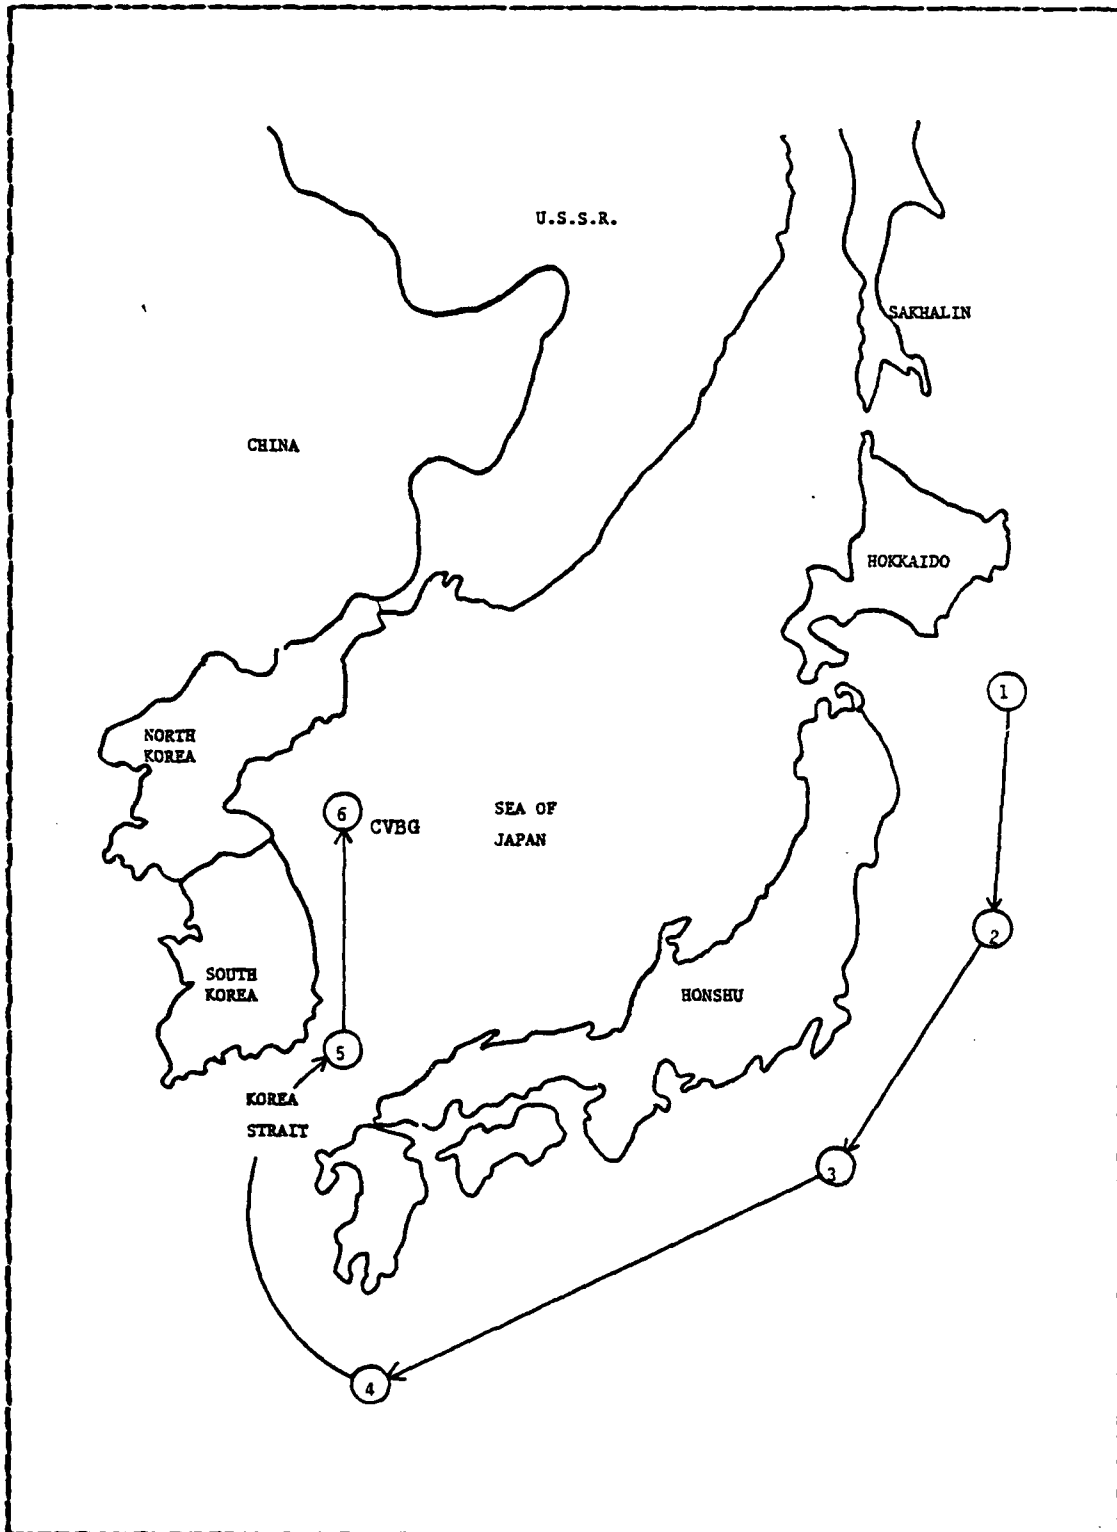 U.S.S.R.
SAKHALIN
CHINA
HOKKAIDO
1
NORTH
KOREA
6
CVBG
SEA OF
JAPAN
2
SOUTH
KOREA
HONSHU
5
KOREA
STRAIT
3
4